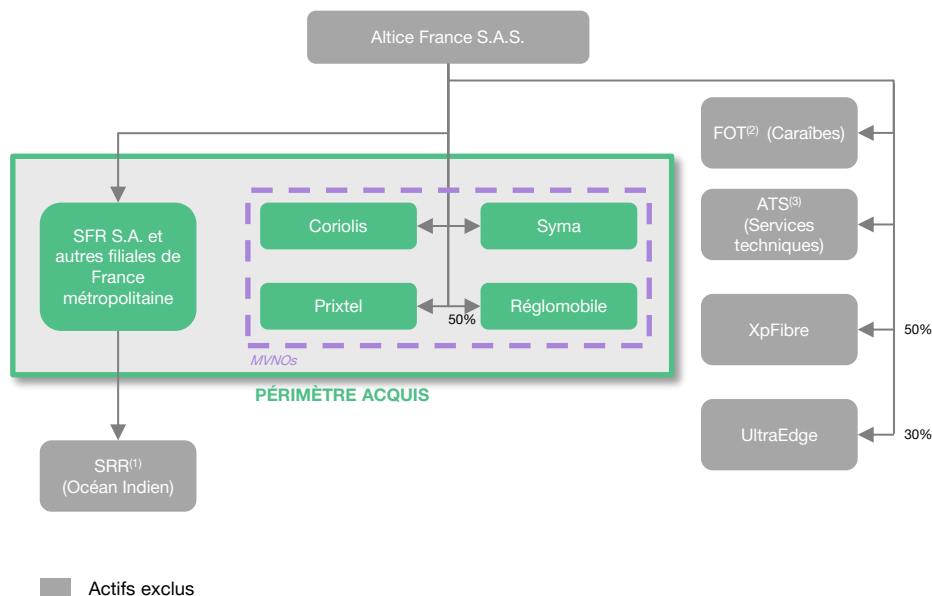 Altice France S.A.S.
FOT(2) (Caraïbes)
ATS(3)
(Services
techniques)
SFR S.A. et
autres filiales de
France
métropolitaine
Coriolis
Syma
Prixtel
50%
Réglomobile
MVNOs
XpFibre
50%
PÉRIMÈTRE ACQUIS
UltraEdge
30%
SRR(1)
(Océan Indien)
Actifs exclus